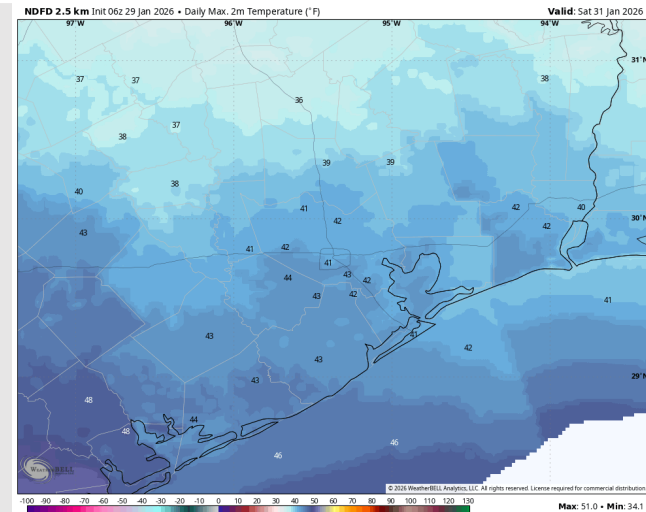 NDFD 2.5 km Init 06z 29 Jan 2026 • Daily Max. 2m Temperature (°F)
Valid: Sat 31 Jan 2026
97°W 96°W 95°W 94°W
31°N
37 37 38
36
37
38
39 39
38
40
41 42 40
42 42
30°N
43
41 42
41
44 43 42
43 42
41
41
43 42
43
29°N
43
48
44
48
46
46
WeatherBELL
© 2026 WeatherBELL Analytics, LLC. All rights reserved. License required for commercial distribution
-100 -90 -80 -70 -60 -50 -40 -30 -20 -10 0 10 20 30 40 50 60 70 80 90 100 110 120 130
Max: 51.0 • Min: 34.1